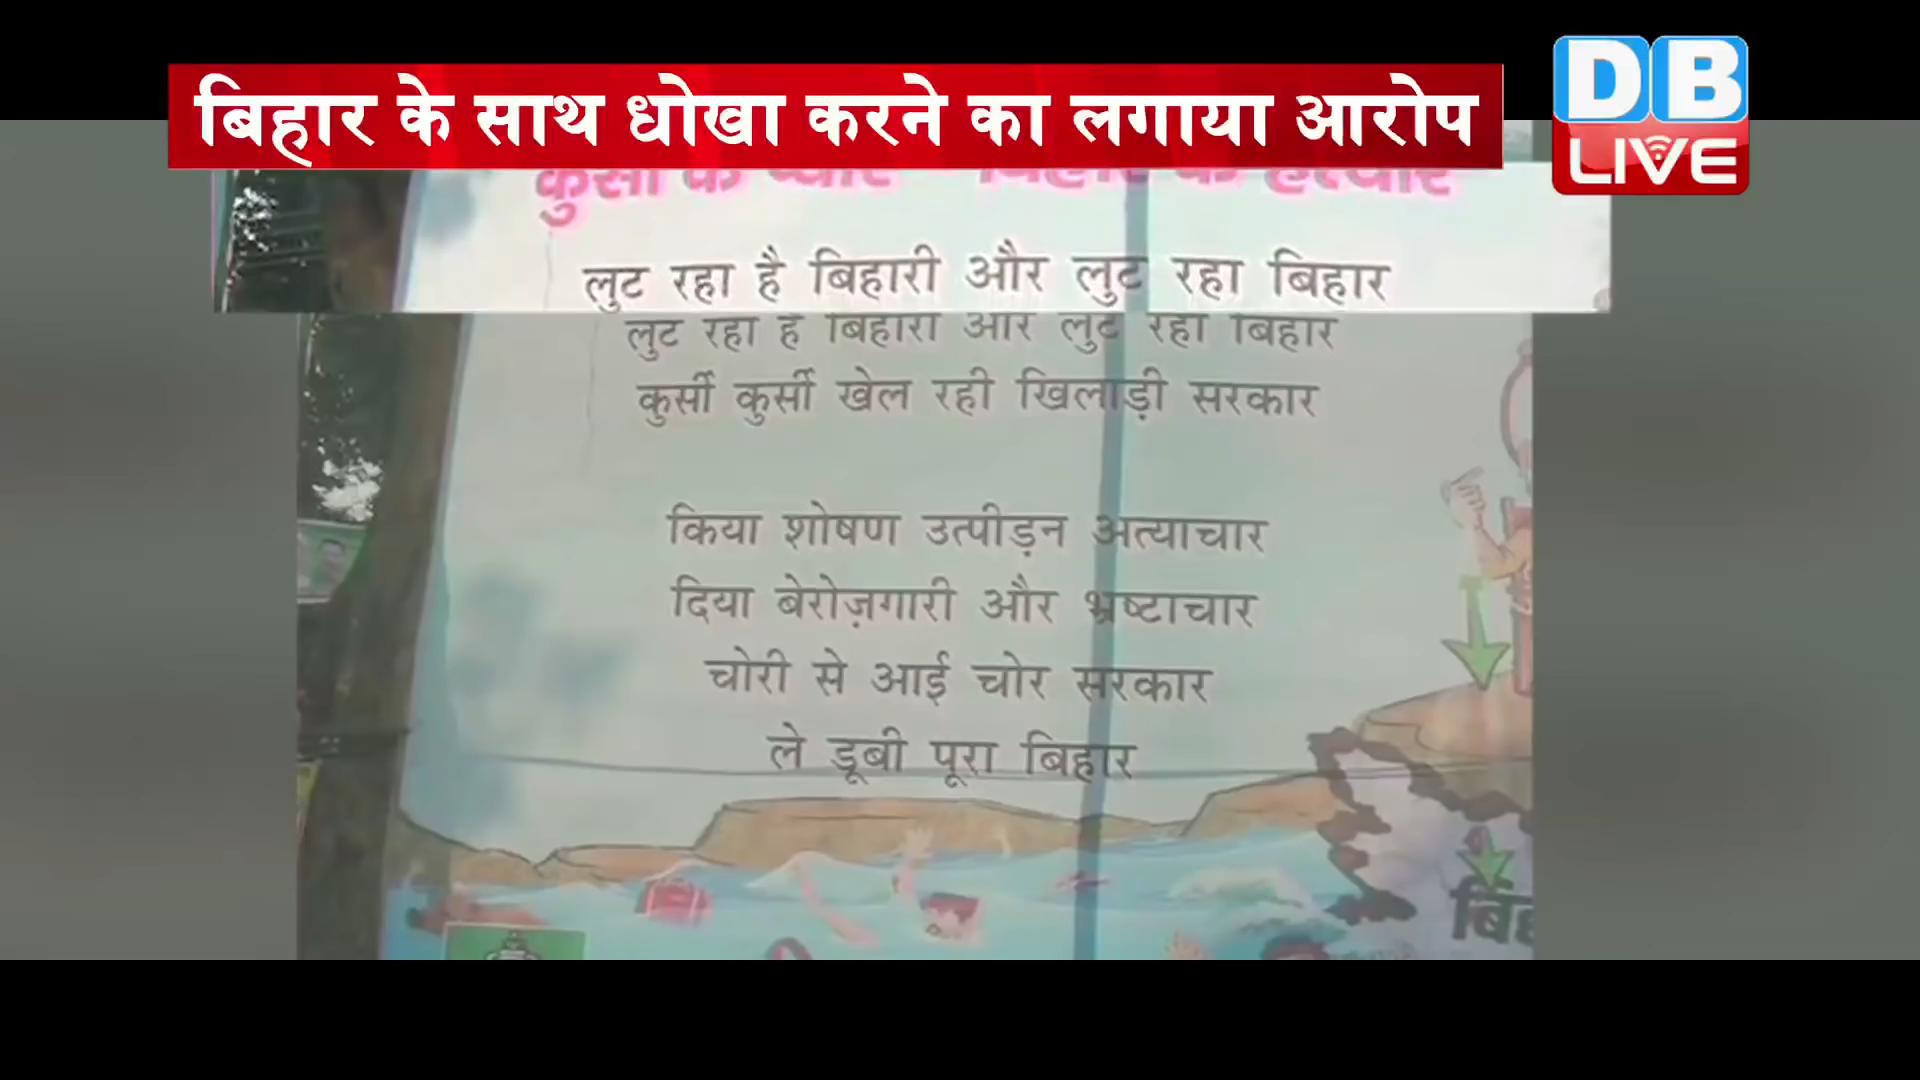 बिहार के साथ धोखा करने का लगाया आरोप
DB
LIVE
लुट रहा है बिहारी और लुट रहा बिहार
लुट रहा है बिहारी और लुट रहा बिहार
कुर्सी कुर्सी खेल रही खिलाड़ी सरकार
किया शोषण उत्पीड़न अत्याचार
दिया बेरोज़गारी और भ्रष्टाचार
चोरी से आई चोर सरकार
ले डूबी पूरा बिहार